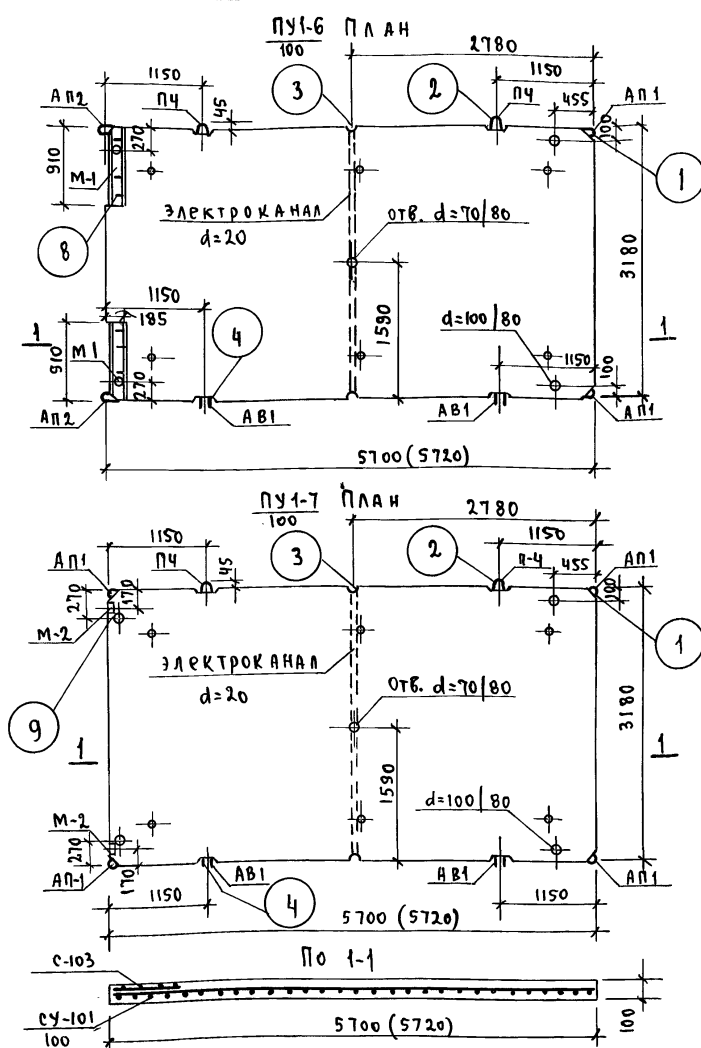 ПУ1-6 ПЛАН
100
2780
1150
1150
АП2
П4
45
3
2
П4
455
АП1
270
100
910
М-1
1
8
ЭЛЕКТРОКАНАЛ
d=20
ОТВ. d=70/80
3180
1150
185
1590
d=100/80
1
910
М1
4
1
1150
270
100
АП2
АВ1
АВ1
АП1
5700 (5720)
ПУ1-7 ПЛАН
100
2780
1150
1150
АП1
П4
45
3
2
П-4
455
АП1
270
170
100
М-2
1
ЭЛЕКТРОКАНАЛ
d=20
ОТВ. d=70/80
9
3180
1
1
1590
d=100/80
М-2
270
АП-1
170
АВ1
АВ1
АП1
1150
4
1150
5700 (5720)
ПО 1-1
С-103
СУ-101
100
5700 (5720)
100